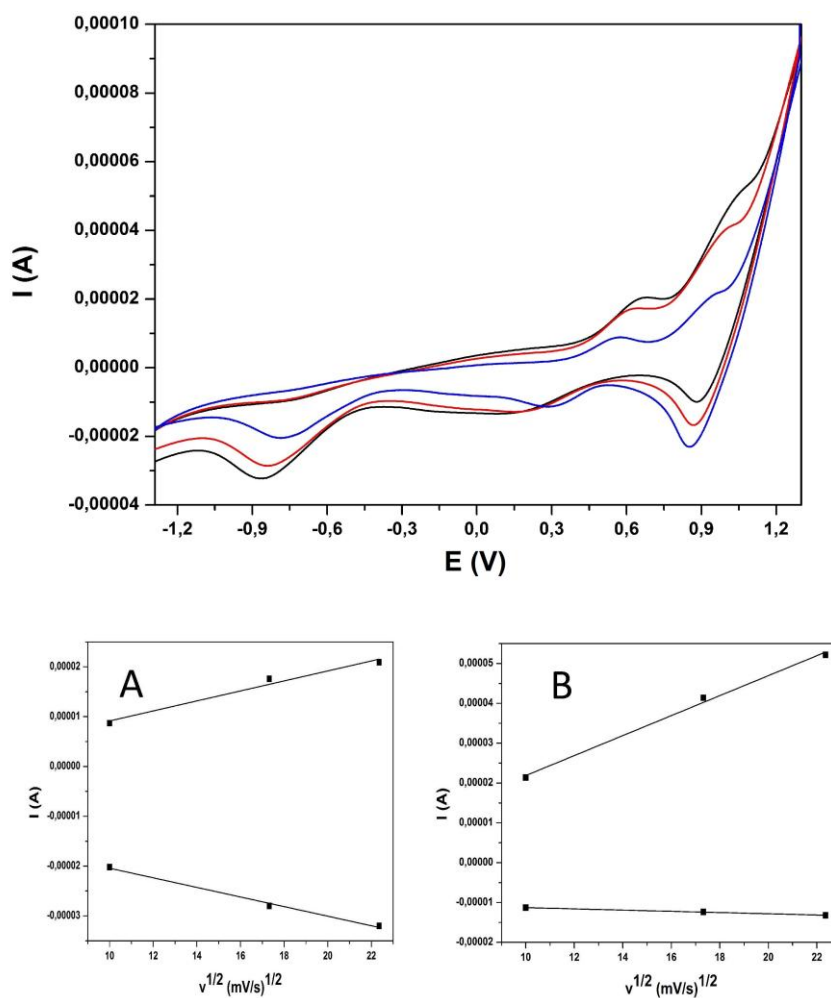 0,00010
0,00008
0,00006
0,00004
0,00002
0,00000
-0,00002
-0,00004
I (A)
-1,2 -0,9 -0,6 -0,3 0,0 0,3 0,6 0,9 1,2
E (V)
A
0,00002
0,00001
0,00000
-0,00001
-0,00002
-0,00003
I (A)
10 12 14 16 18 20 22
v1/2 (mV/s)1/2
B
0,00005
0,00004
0,00003
0,00002
0,00001
0,00000
-0,00001
-0,00002
I (A)
10 12 14 16 18 20 22
v1/2 (mV/s)1/2